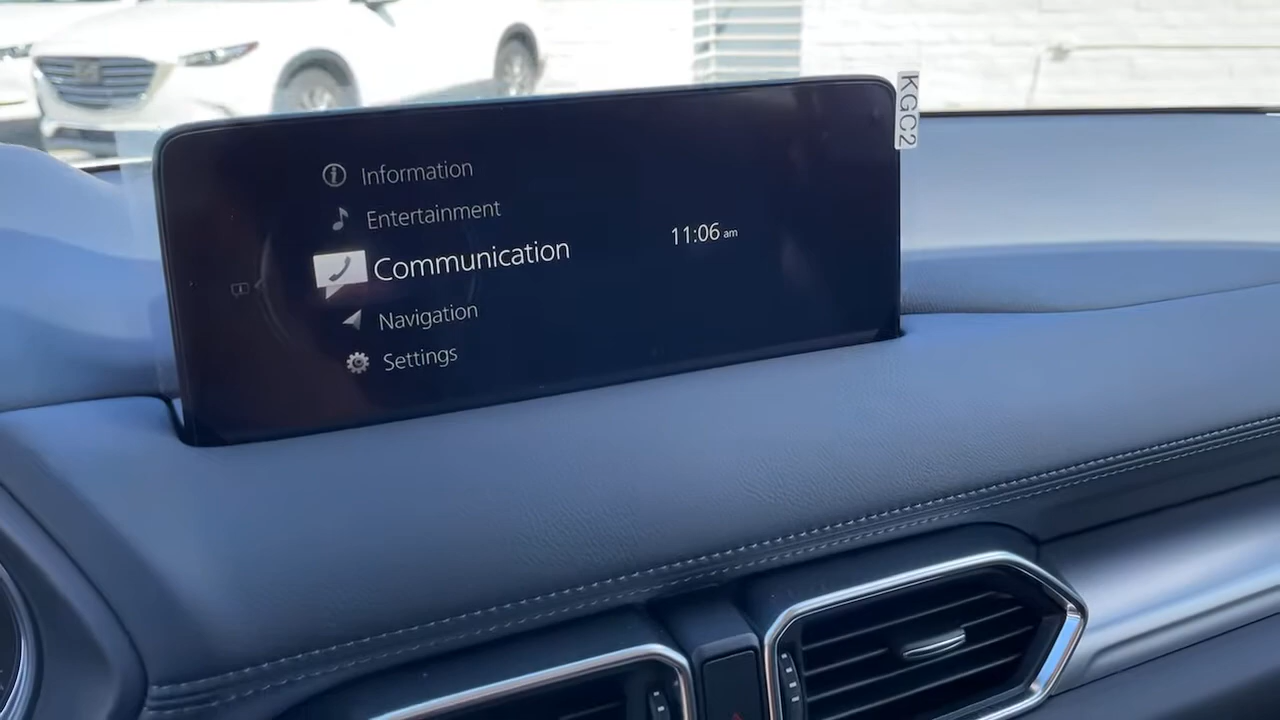 Information
Entertainment
Communication
11:06 am
Navigation
Settings
KGC2